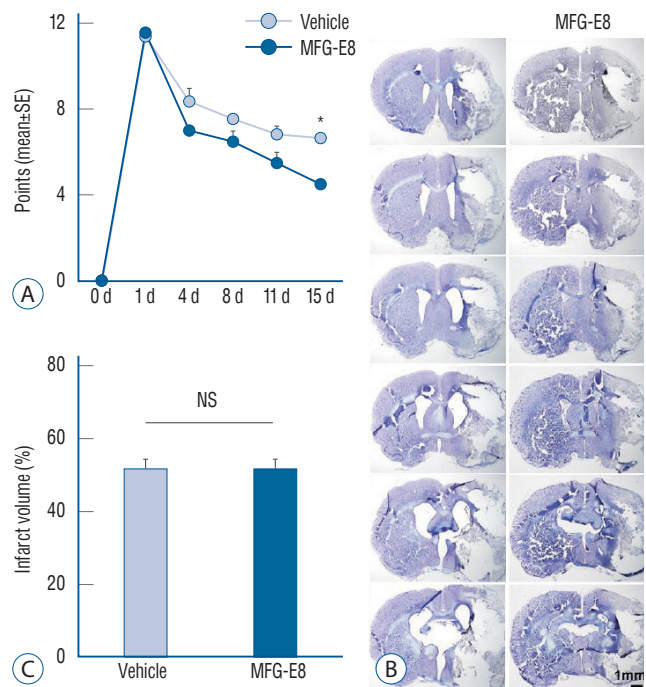 12
8
4
0
Points (mean±SE)
Vehicle
MFG-E8
*
0 d 1 d 4 d 8 d 11 d 15 d
A
MFG-E8
1mm
B
80
60
40
20
0
Infarct volume (%)
NS
Vehicle MFG-E8
C